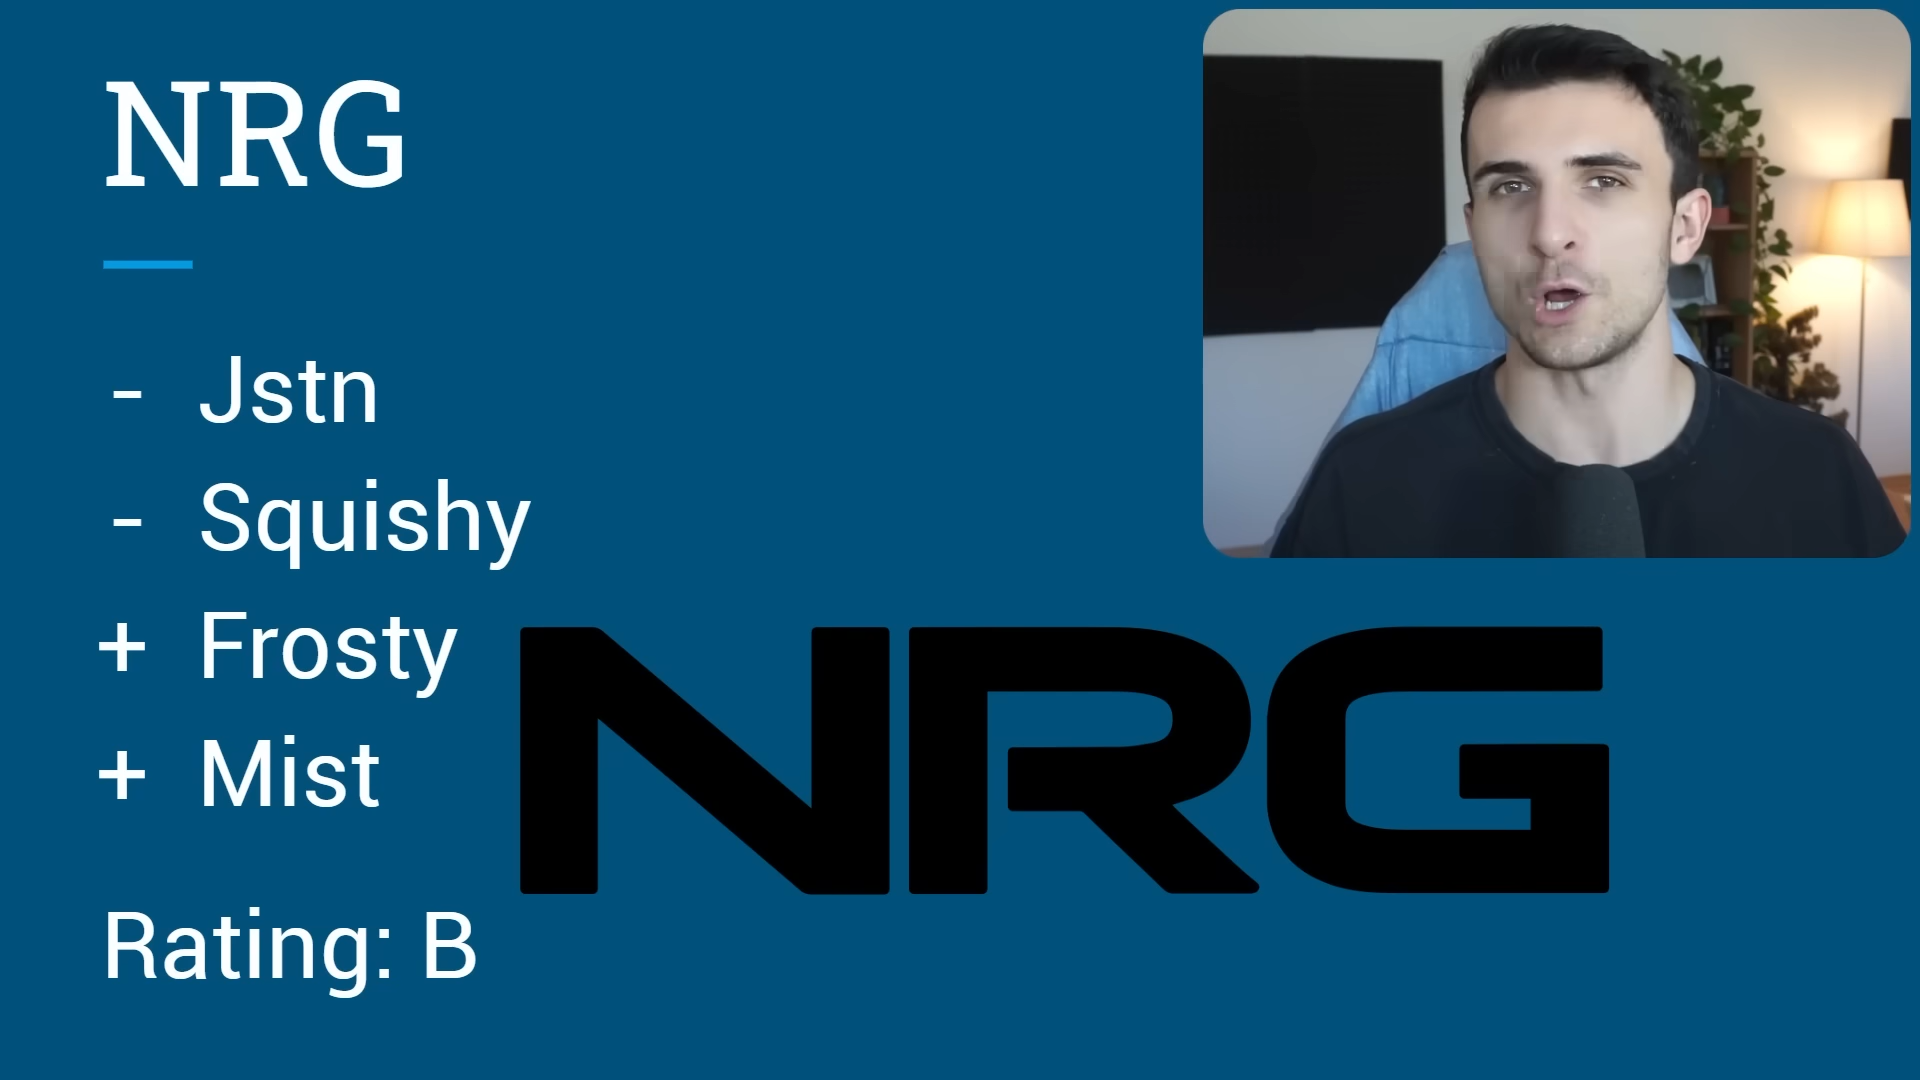 NRG
- Jstn
- Squishy
+ Frosty
+ Mist
NRG
Rating: B